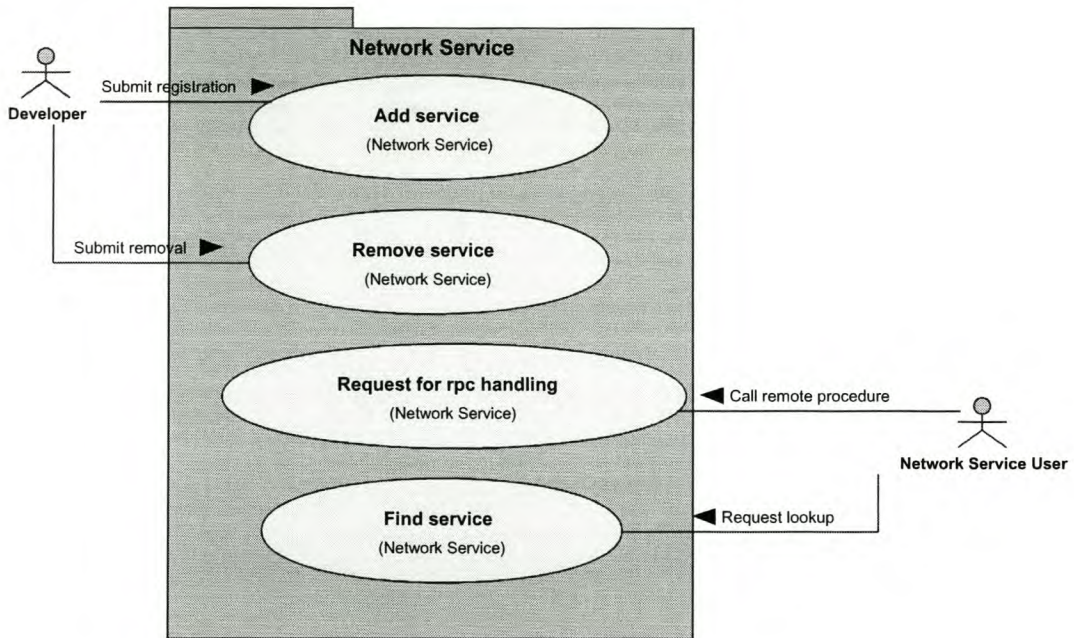 Network Service
Submit registration
Developer
Add service
(Network Service)
Submit removal
Remove service
(Network Service)
Request for rpc handling
(Network Service)
Call remote procedure
Network Service User
Find service
(Network Service)
Request lookup